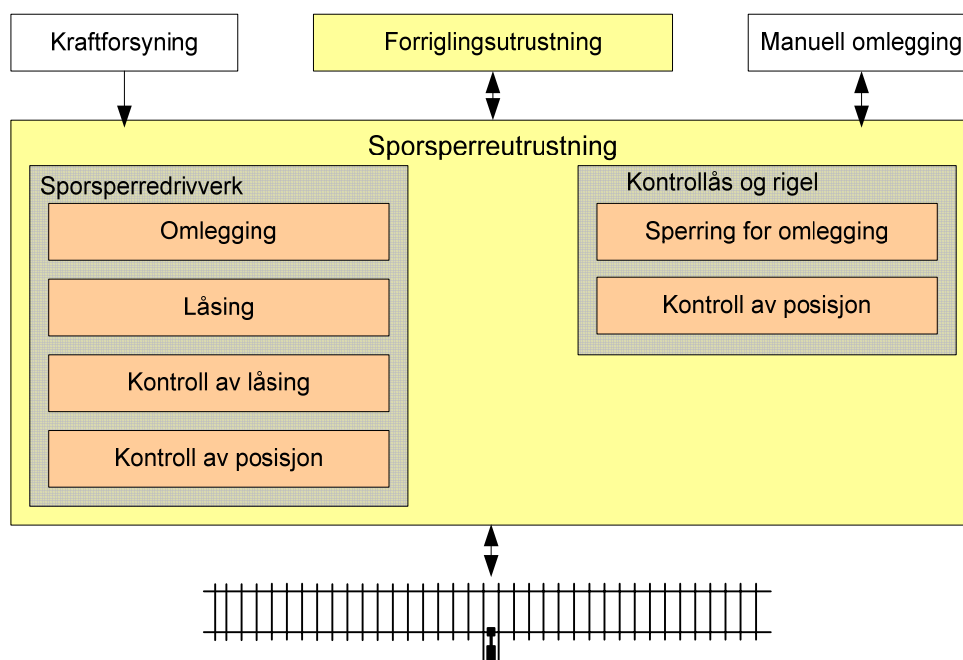 Kraftforsyning
Forriglingsutrustning
Manuell omlegging
Sporsperreutrustning
Sporsperredrivverk
Omlegging
Låsing
Kontroll av låsing
Kontroll av posisjon
Kontrollås og rigel
Sperring for omlegging
Kontroll av posisjon